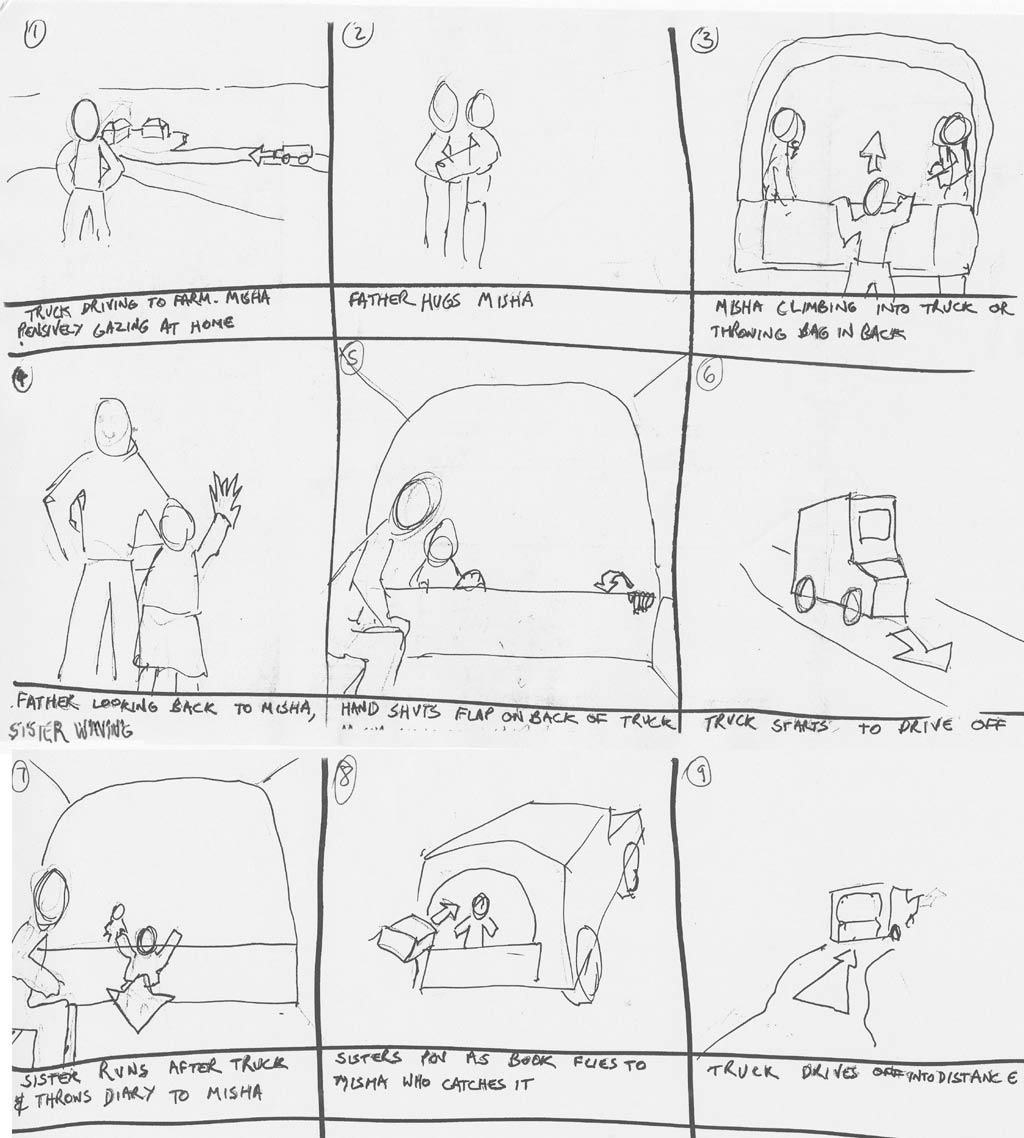 1
2
3
TRUCK DRIVING TO FARM. MISHA
PENSIVELY GAZING AT HOME
FATHER HUGS MISHA
MISHA CLIMBING INTO TRUCK OR
THROWING BAG IN BACK
4
5
6
FATHER LOOKING BACK TO MISHA,
SISTER WAVING
HAND SHUTS FLAP ON BACK OF TRUCK
TRUCK STARTS TO DRIVE OFF
7
8
9
SISTER RUNS AFTER TRUCK
& THROWS DIARY TO MISHA
SISTERS POV AS BOOK FLIES TO
MISHA WHO CATCHES IT
TRUCK DRIVES OFF INTO DISTANCE